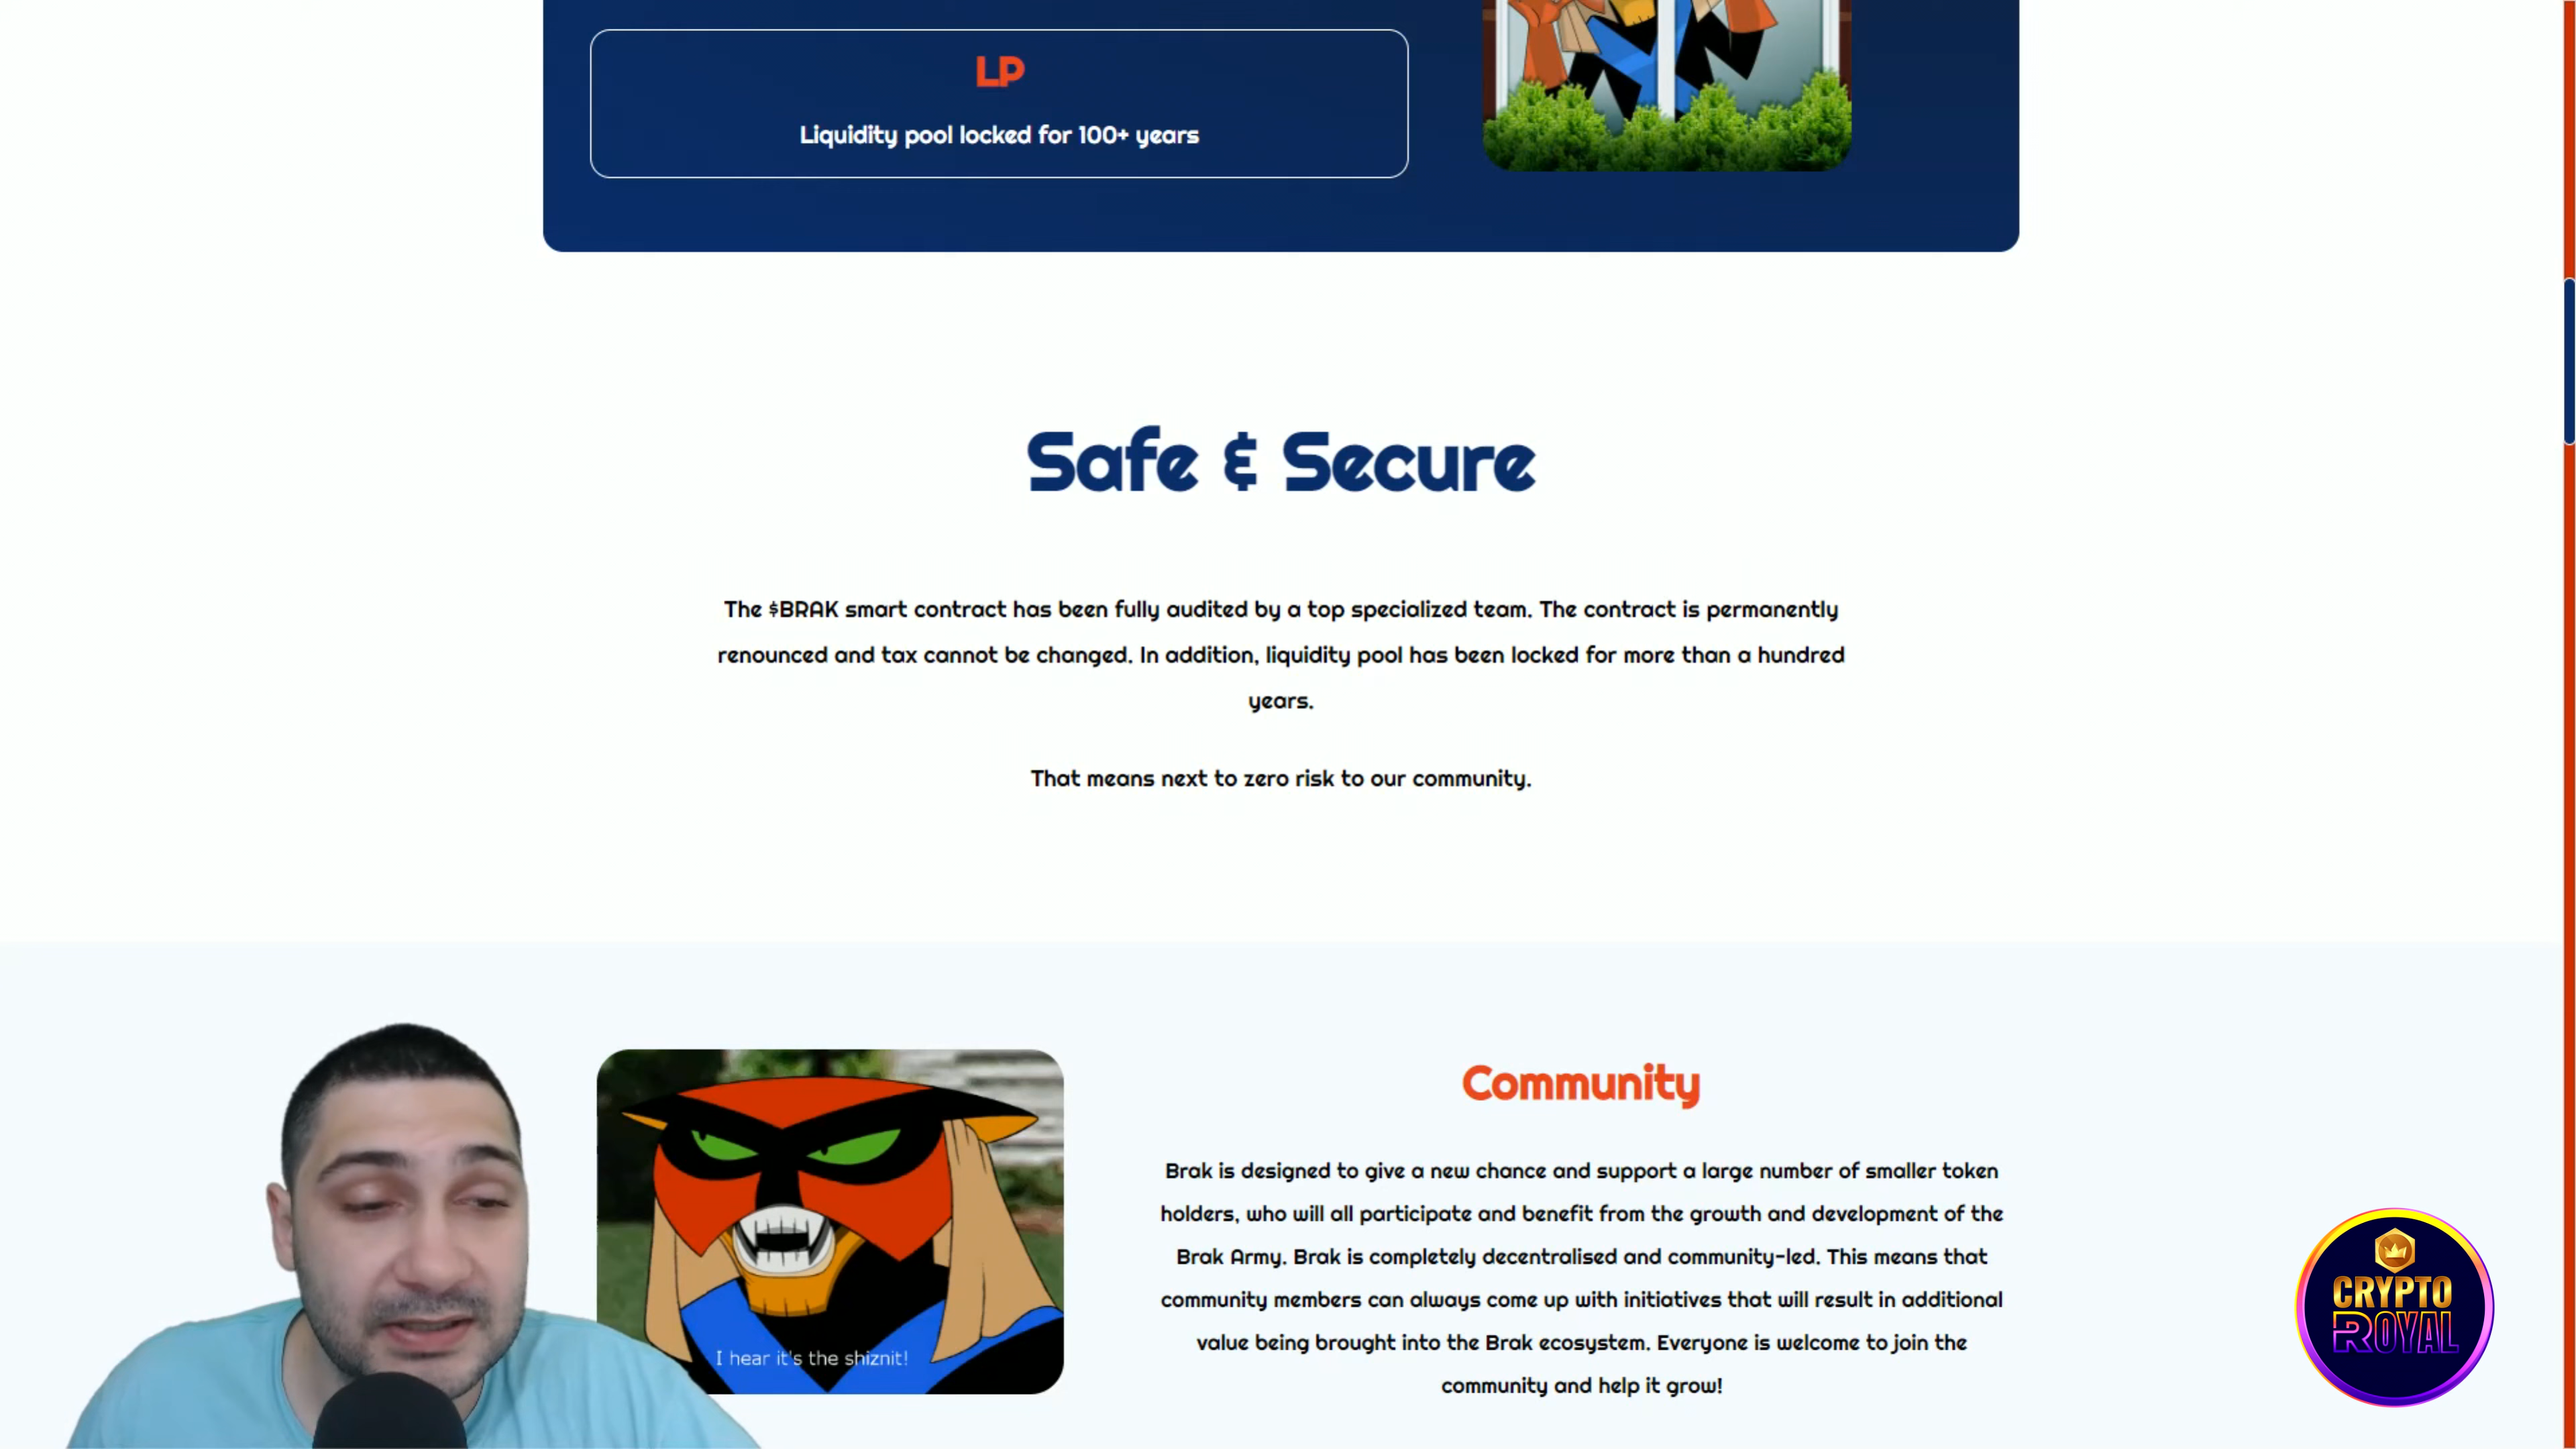 LP
Liquidity pool locked for 100+ years
Safe & Secure
The $BRAK smart contract has been fully audited by a top specialized team. The contract is permanently
renounced and tax cannot be changed. In addition, liquidity pool has been locked for more than a hundred
years.
That means next to zero risk to our community.
I hear it's the shiznit!
Community
Brak is designed to give a new chance and support a large number of smaller token
holders, who will all participate and benefit from the growth and development of the
Brak Army. Brak is completely decentralised and community-led. This means that
community members can always come up with initiatives that will result in additional
value being brought into the Brak ecosystem. Everyone is welcome to join the
community and help it grow!
CRYPTO
ROYAL